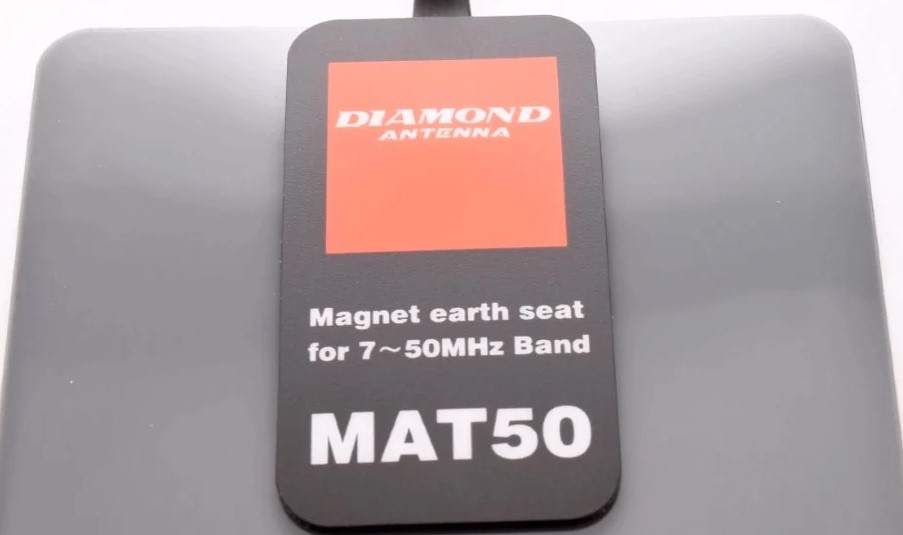 DIAMOND
ANTENNA
Magnet earth seat
for 7～50MHz Band
MAT50